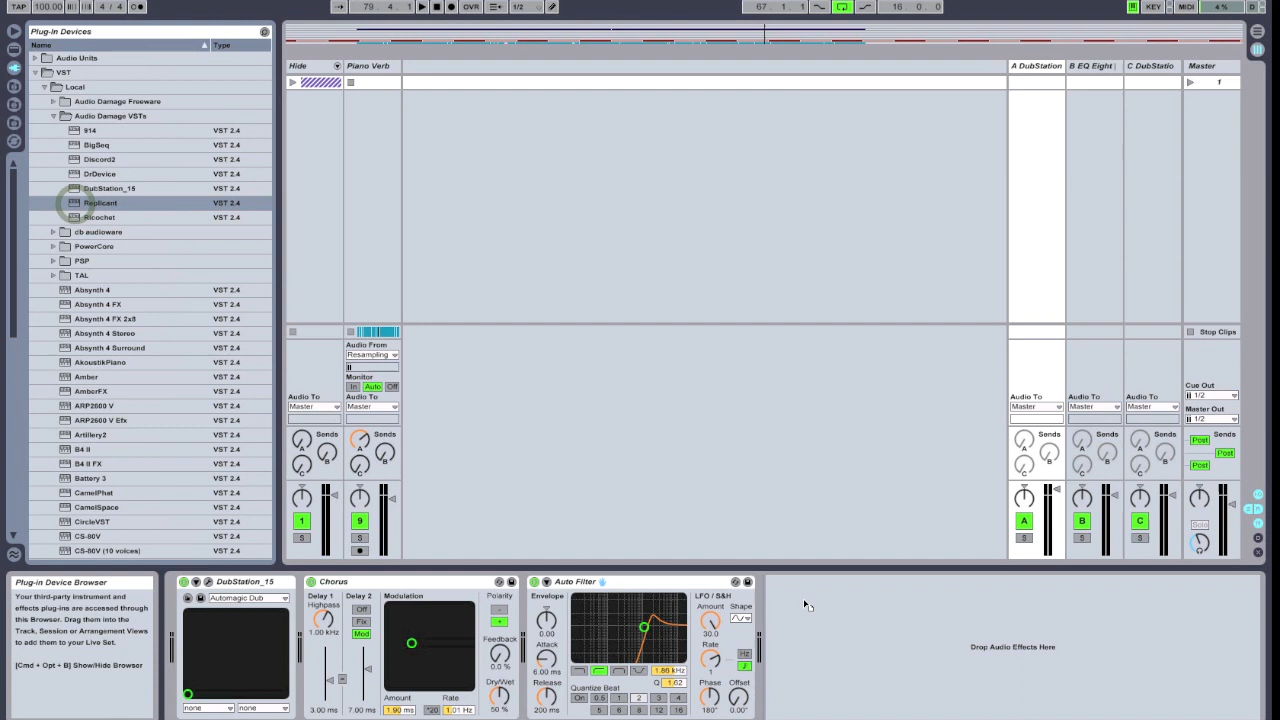 TAP 100.00 4 / 4 79. 4. 1 OVR 1/2 67. 1. 1 16. 0. 0 KEY MIDI 4 % D
Plug-in Devices
Name Type
Audio Units
VST
Local
Audio Damage Freeware
Audio Damage VSTs
914 VST 2.4
BigSeq VST 2.4
Discord2 VST 2.4
DrDevice VST 2.4
DubStation_15 VST 2.4
Replicant VST 2.4
Ricochet VST 2.4
cb audioware
PowerCore
PSP
TAL
Absynth 4 VST 2.4
Absynth 4 FX VST 2.4
Absynth 4 FX 2x8 VST 2.4
Absynth 4 Stereo VST 2.4
Absynth 4 Surround VST 2.4
AkoustikPiano VST 2.4
Amber VST 2.4
AmberFX VST 2.4
ARP2600 V VST 2.4
ARP2600 V Efx VST 2.4
Artillery2 VST 2.4
B4 II VST 2.4
B4 II FX VST 2.4
Battery 3 VST 2.4
CamelPhat VST 2.4
CamelSpace VST 2.4
CircleVST VST 2.4
CS-80V VST 2.4
CS-80V (10 voices) VST 2.4
Hide Piano Verb A DubStation B EQ Eight | C DubStatio Master
1
Stop Clips
Audio From
Resampling
Monitor
In Auto Off
Cue Out
1/2
Audio To Audio To Audio To Audio To Audio To
Master Master Master Master Master
Master Out
1/2
Sends Sends Sends Sends Sends Sends
A B C A B C A B C A B C A B C Post Post Post
1 9 A B C Solo
S S S S S
Plug-in Device Browser
Your third-party instrument and
effects plug-ins are accessed through
this Browser. Drag them into the
Track, Session or Arrangement Views
to add them to your Live Set.
[Cmd + Opt + B] Show/Hide Browser
DubStation_15
Automagic Dub
none none
Chorus
Delay 1 Delay 2 Modulation Polarity
Highpass Off - 
1.00 kHz Fix +
Mod
Feedback
0.0 %
Dry/Wet
Amount Rate
3.00 ms 7.00 ms 1.90 ms *20 1.01 Hz 50 %
Auto Filter
Envelope LFO / S&H
Amount Shape
0.00 30.0
Attack Rate Hz
6.00 ms 1.86 kHz
Q 1.62
Release Quantize Beat Phase Offset
On 0.5 1 2 3 4
200 ms 5 6 8 12 16 180° 0.00°
Drop Audio Effects Here